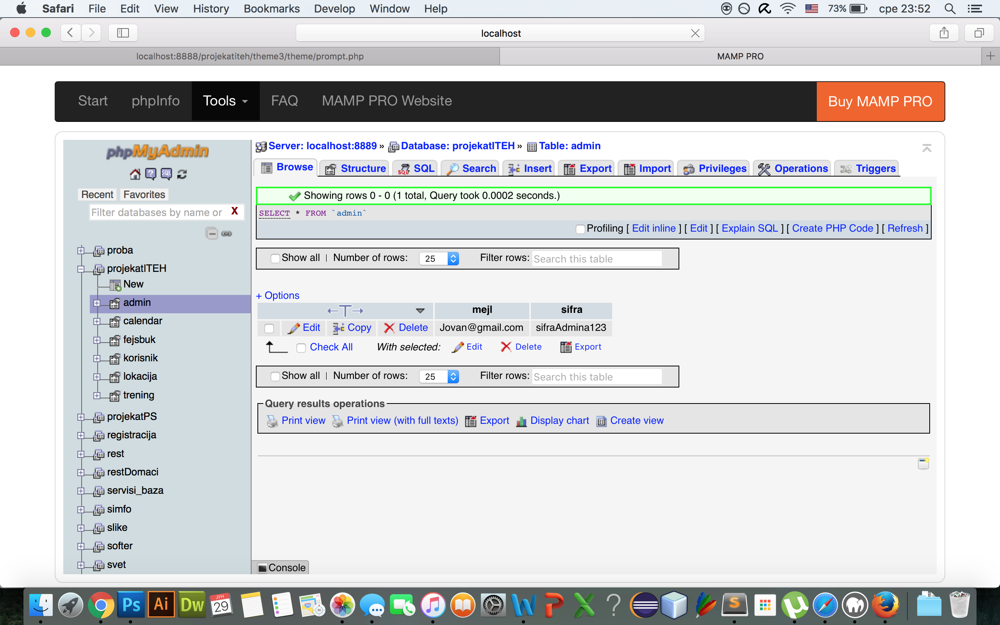 Safari File Edit View History Bookmarks Develop Window Help 73% сре 23:52
localhost
localhost:8888/projekatiteh/theme3/theme/prompt.php MAMP PRO
Start phpInfo Tools FAQ MAMP PRO Website Buy MAMP PRO
phpMyAdmin
Recent Favorites
Filter databases by name or X
proba
projekatITEH
New
admin
calendar
fejsbuk
korisnik
lokacija
trening
projekatPS
registracija
rest
restDomaci
servisi_baza
simfo
slike
softer
svet
Server: localhost:8889 » Database: projekatITEH » Table: admin
Browse Structure SQL Search Insert Export Import Privileges Operations Triggers
Showing rows 0 - 0 (1 total, Query took 0.0002 seconds.)
SELECT * FROM `admin`
Profiling [ Edit inline ] [ Edit ] [ Explain SQL ] [ Create PHP Code ] [ Refresh ]
Show all | Number of rows: 25 Filter rows: Search this table
+ Options
←T→ mejl sifra
Edit Copy Delete Jovan@gmail.com sifraAdmina123
Check All With selected: Edit Delete Export
Show all | Number of rows: 25 Filter rows: Search this table
Query results operations
Print view Print view (with full texts) Export Display chart Create view
Console
Ps Ai Dw ЈУН 29 W P X ? S